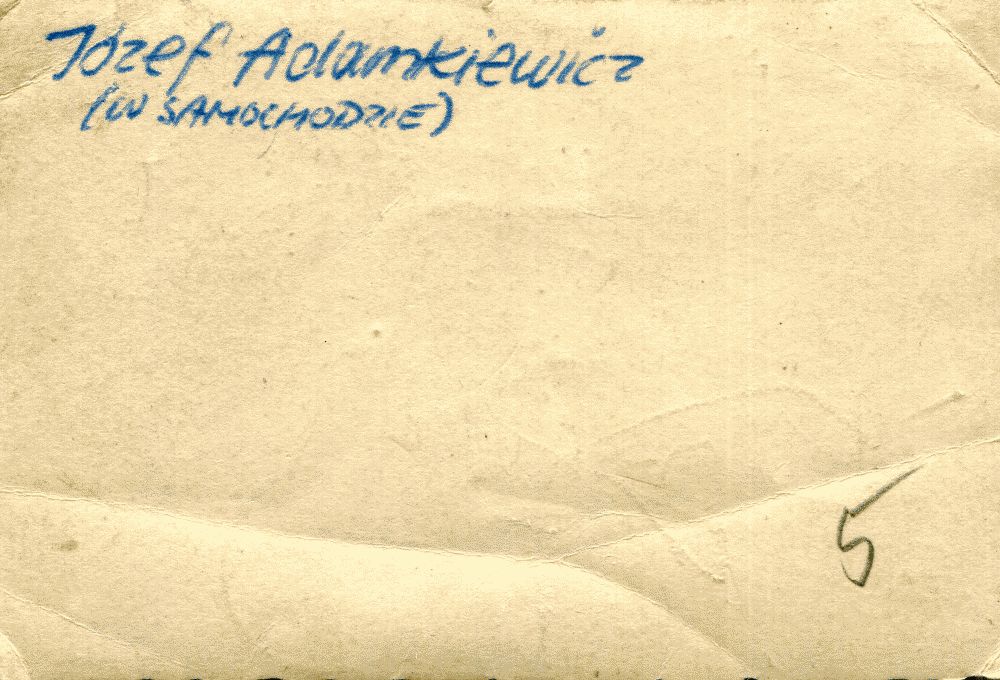 Józef Adamkiewicz
(W SAMOCHODZIE)
5